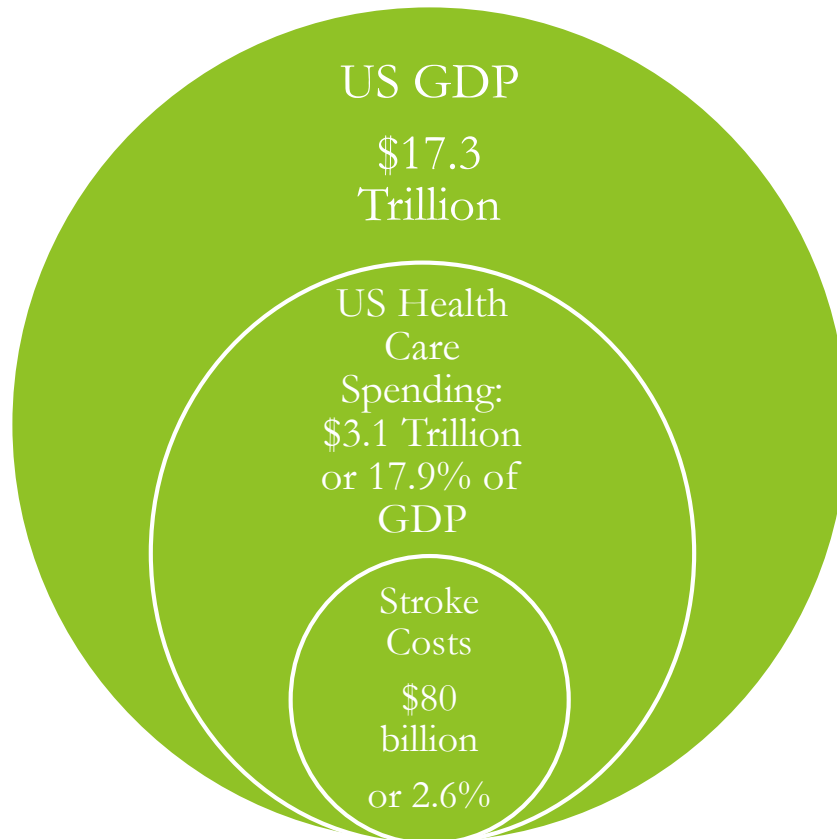 US GDP
$17.3
Trillion
US Health
Care
Spending:
$3.1 Trillion
or 17.9% of
GDP
Stroke
Costs
$80
billion
or 2.6%